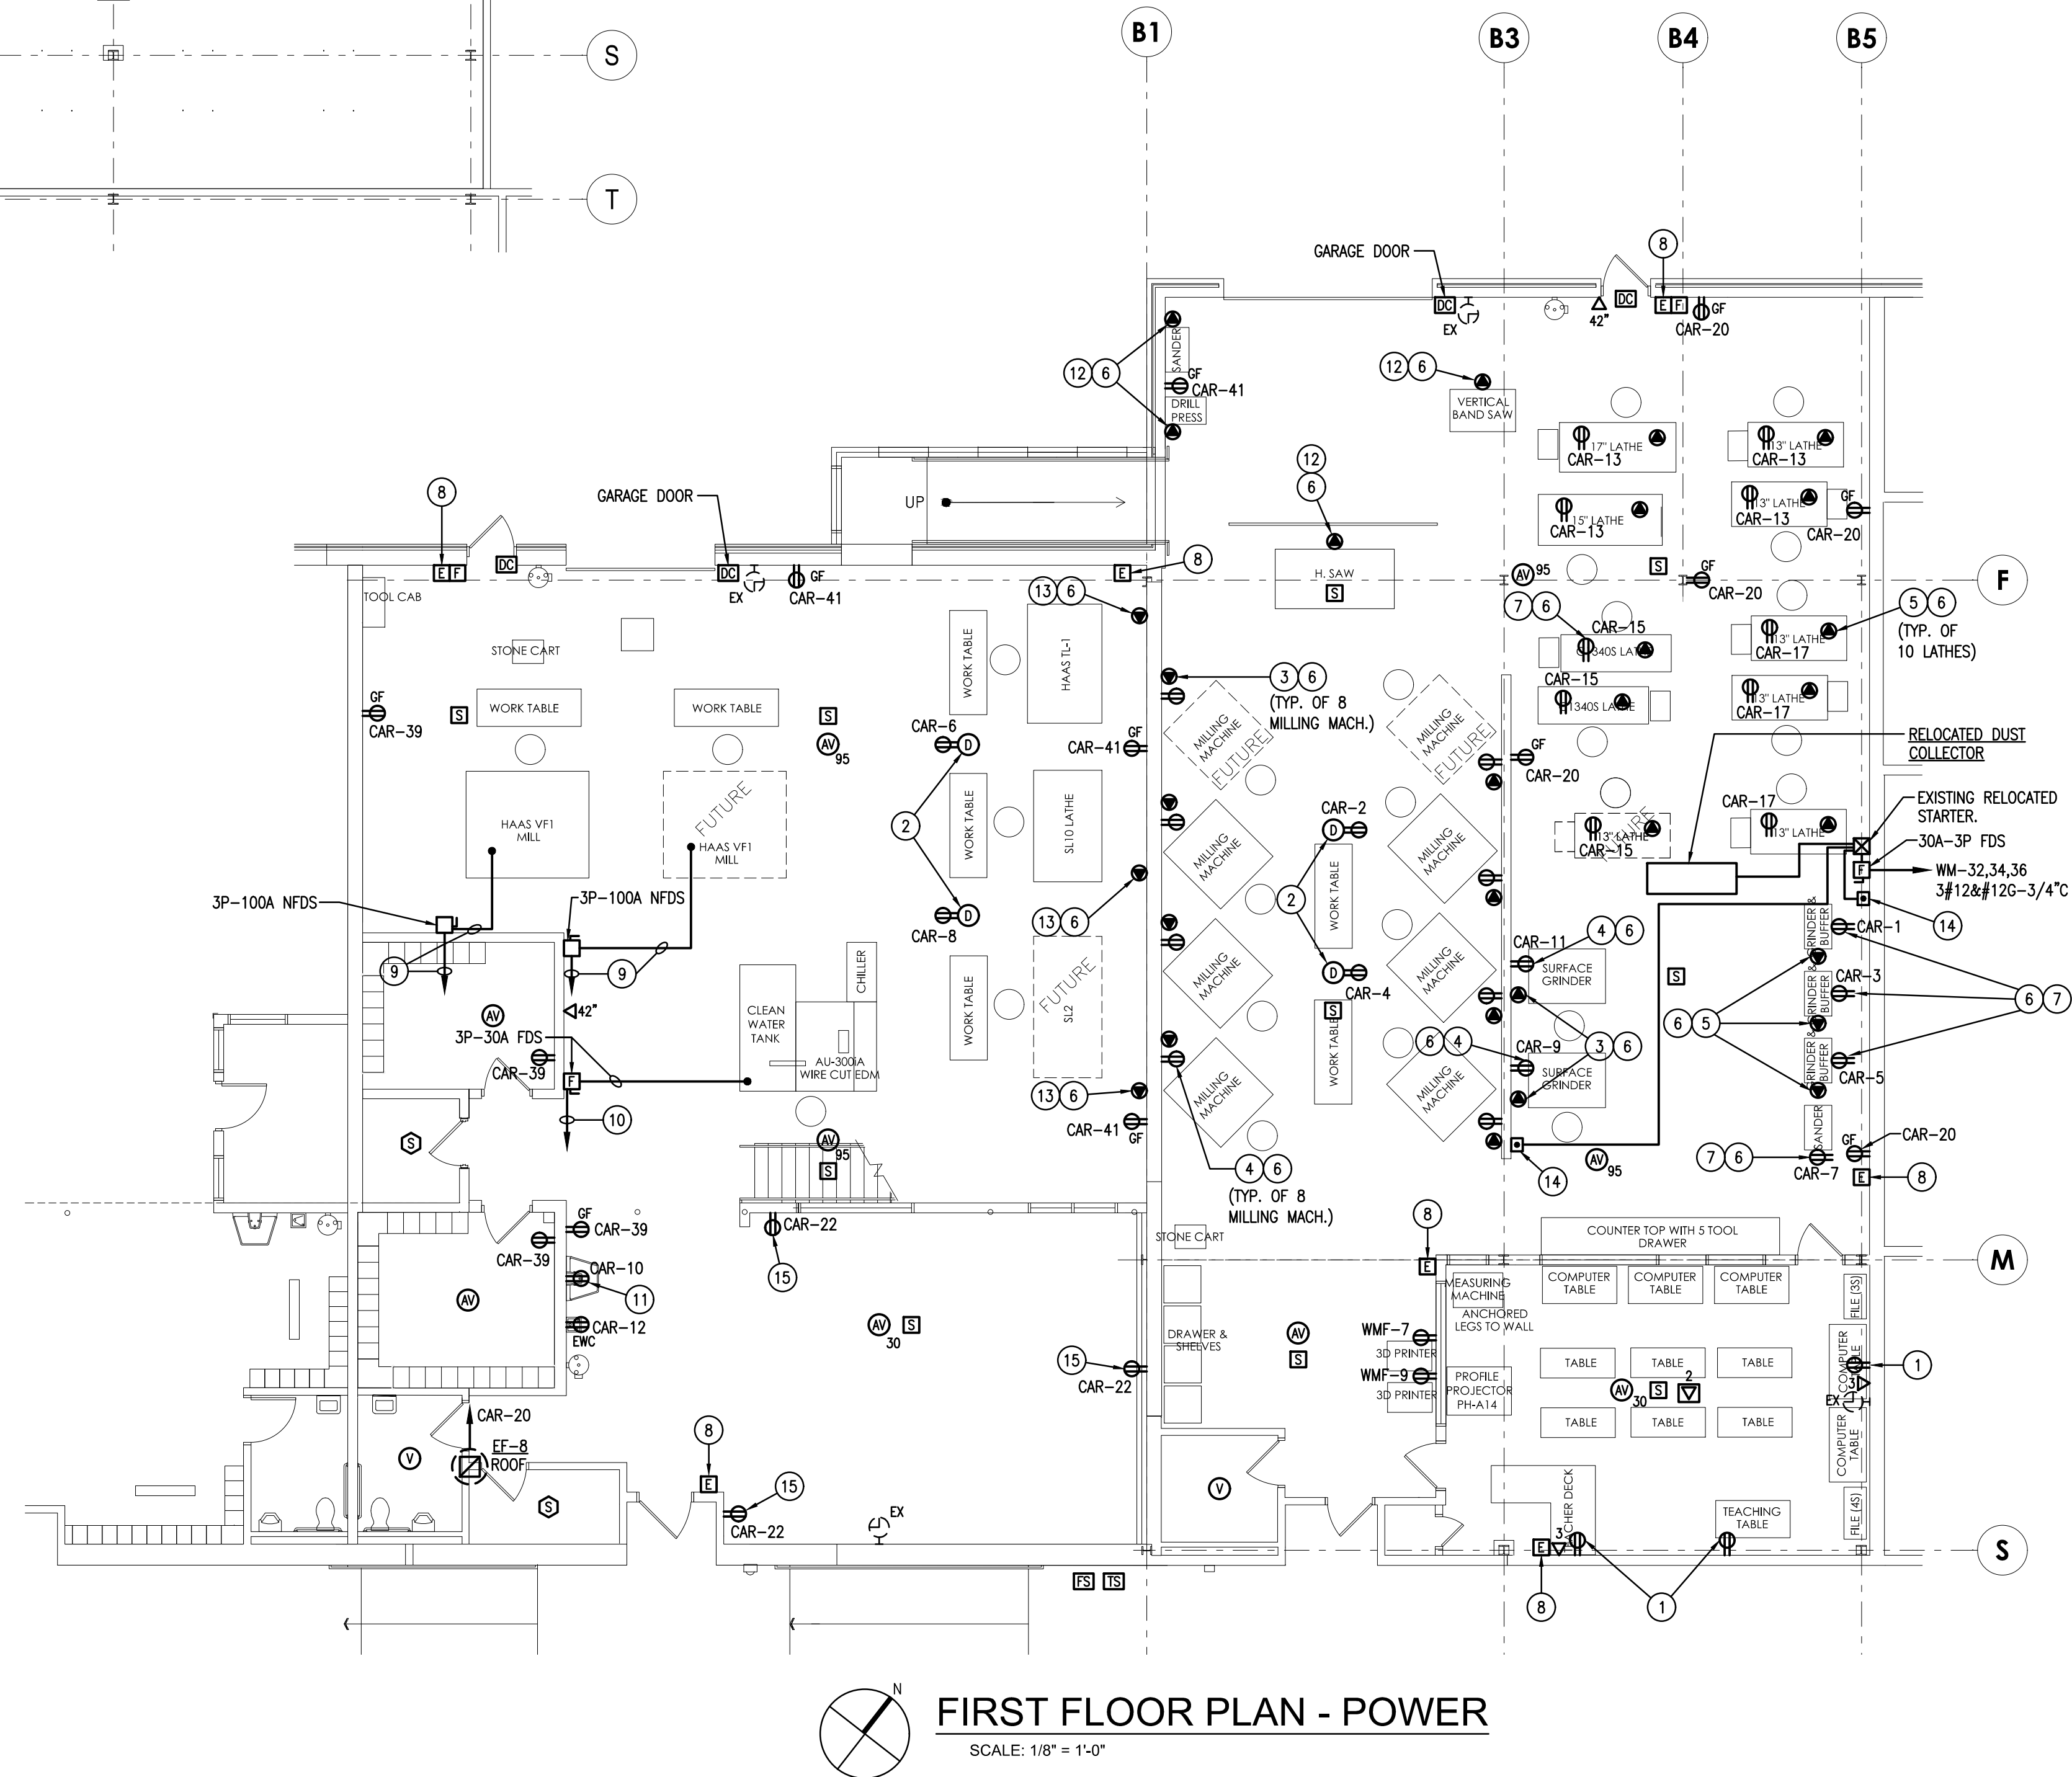 S
T
B1
B3
B4
B5
GARAGE DOOR
8
DC
EX
42"
DC
E F
GF
CAR-20
12 6
SANDER
GF
CAR-41
DRILL
PRESS
12 6
VERTICAL
BAND SAW
17" LATHE
CAR-13
13" LATHE
CAR-13
12
6
8
GARAGE DOOR
UP
15" LATHE
CAR-13
13" LATHE
CAR-13
GF
CAR-20
E F
DC
DC
EX
GF
CAR-41
E
8
H. SAW
S
AV 95
S
GF
CAR-20
F
TOOL CAB
STONE CART
WORK TABLE
HAAS TL-1
13 6
7 6
CAR-15
1340S LATHE
13" LATHE
CAR-17
5 6
(TYP. OF
10 LATHES)
GF
CAR-39
S
WORK TABLE
WORK TABLE
S
AV
95
CAR-6
D
GF
CAR-41
3 6
(TYP. OF 8
MILLING MACH.)
MILLING
MACHINE
FUTURE
MILLING
MACHINE
FUTURE
CAR-15
1340S LATHE
13" LATHE
CAR-17
GF
CAR-20
RELOCATED DUST
COLLECTOR
HAAS VF1
MILL
FUTURE
HAAS VF1
MILL
2
WORK TABLE
SL10 LATHE
MILLING
MACHINE
CAR-2
D
MILLING
MACHINE
13" LATHE
FUTURE
CAR-15
CAR-17
13" LATHE
EXISTING RELOCATED
STARTER.
30A-3P FDS
F
WM-32,34,36
3#12&#12G-3/4"C
14
3P-100A NFDS
3P-100A NFDS
D
CAR-8
13 6
2
WORK TABLE
9
9
CHILLER
WORK TABLE
FUTURE
SL2
MILLING
MACHINE
D
CAR-4
MILLING
MACHINE
CAR-11
4 6
SURFACE
GRINDER
S
GRINDER &
BUFFER
CAR-1
GRINDER &
BUFFER
CAR-3
6 7
6 5
GRINDER &
BUFFER
CAR-5
AV
42"
3P-30A FDS
CAR-39
F
10
CLEAN
WATER
TANK
AU-300iA
WIRE CUT EDM
S
WORK TABLE
6 4
CAR-9
3 6
SURFACE
GRINDER
13 6
CAR-41
GF
MILLING
MACHINE
MILLING
MACHINE
4 6
(TYP. OF 8
MILLING MACH.)
14
AV 95
SANDER
7 6
CAR-7
GF
CAR-20
E
8
S
AV
95
S
GF
CAR-39
CAR-39
CAR-22
15
STONE CART
8
E
COUNTER TOP WITH 5 TOOL
DRAWER
M
CAR-10
11
AV
CAR-12
EWC
AV
30
S
15
CAR-22
DRAWER &
SHELVES
AV
S
MEASURING
MACHINE
ANCHORED
LEGS TO WALL
WMF-7
3D PRINTER
WMF-9
3D PRINTER
PROFILE
PROJECTOR
PH-A14
COMPUTER
TABLE
COMPUTER
TABLE
COMPUTER
TABLE
FILE (3S)
TABLE
TABLE
TABLE
COMPUTER
TABLE
1
3
EX
AV
30
S
2
TABLE
TABLE
TABLE
COMPUTER
TABLE
CAR-20
EF-8
ROOF
V
S
8
E
15
CAR-22
EX
V
TEACHING
TABLE
FILE (4S)
E
3
8
1
S
FS TS
N
FIRST FLOOR PLAN - POWER
SCALE: 1/8" = 1'-0"